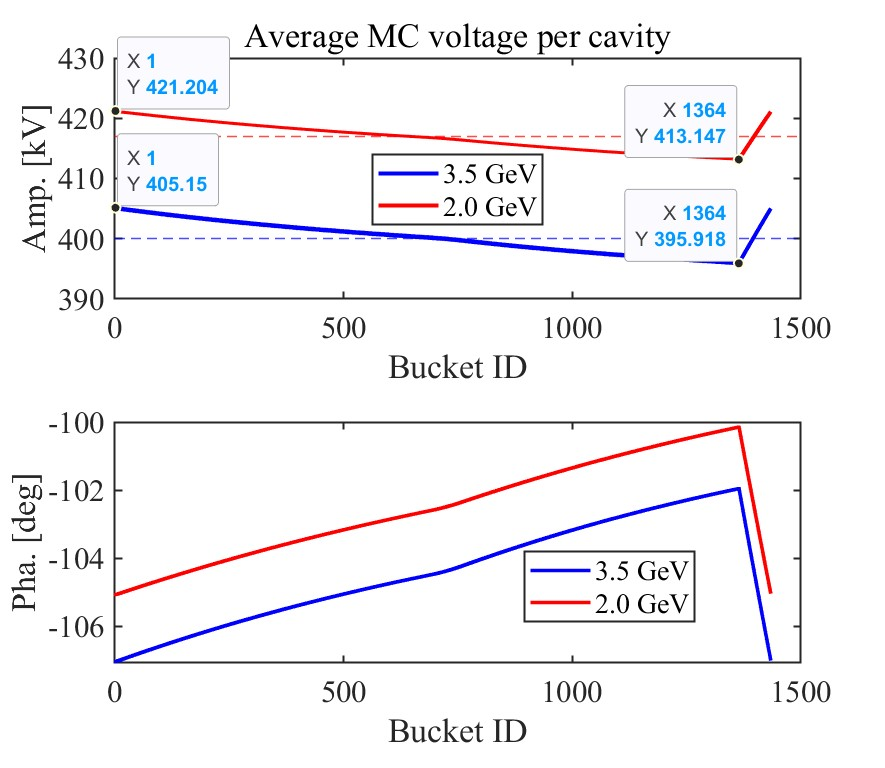 Average MC voltage per cavity
Amp. [kV]
430
420
410
400
390
X 1
Y 421.204
X 1
Y 405.15
X 1364
Y 413.147
X 1364
Y 395.918
3.5 GeV
2.0 GeV
0 500 1000 1500
Bucket ID
Pha. [deg]
-100
-102
-104
-106
3.5 GeV
2.0 GeV
0 500 1000 1500
Bucket ID